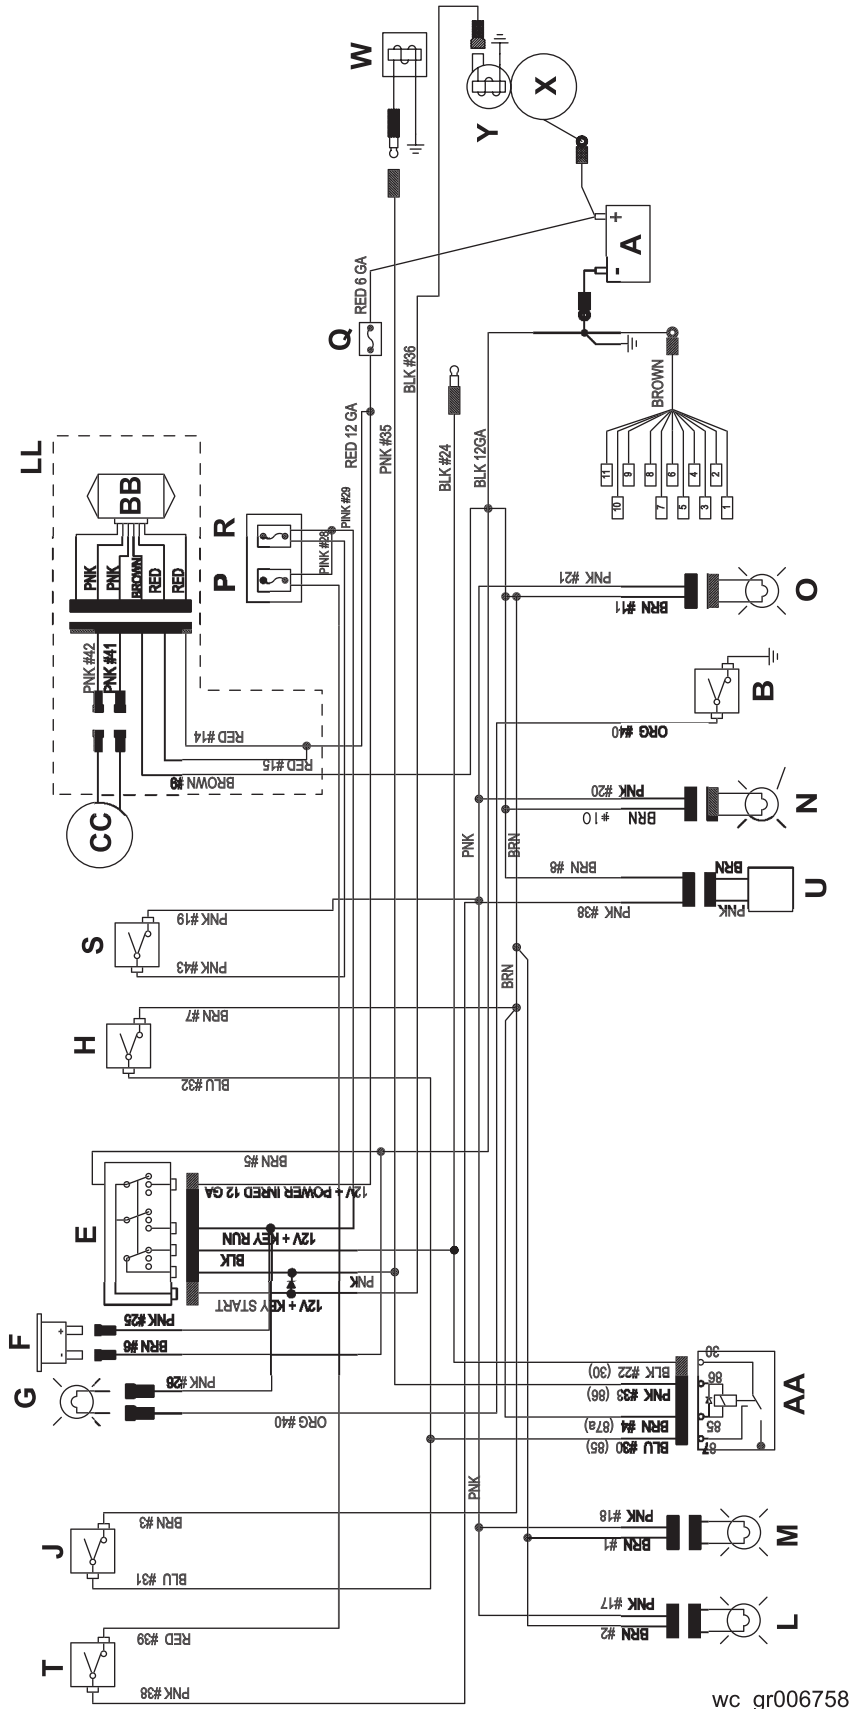 W
X
Y
A
+
-
RED 6 GA
Q
BLK #36
RED 12 GA
PNK #35
BLK #24
BLK 12GA
BROWN
11
9
8
6
4
2
10
7
5
3
1
LL
BB
PNK
PNK
BROWN
RED
RED
PNK #42
PNK #41
R
P
PINK #29
PINK #28
RED #14
RED #15
BROWN #9
CC
PNK #21
BRN #11
O
B
ORG #40
PNK #20
BRN #10
N
PNK
BRN
BRN #8
PNK #38
BRN
PNK
U
S
PNK #19
PNK #43
BRN
H
BRN #7
BLU #32
BRN #5
E
12V + POWER INRED 12 GA
12V + KEY RUN
BLK
PNK
12V + KEY START
F
+
-
PNK #25
BRN #6
G
PNK #26
ORG #40
BLK #22 (30)
PNK #33 (86)
BRN #4 (87a)
BLU #30 (85)
30
86
85
87
AA
PNK
J
BRN #3
BLU #31
PNK #18
BRN #1
M
PNK #17
BRN #2
L
T
RED #39
PNK #38
wc_gr006758